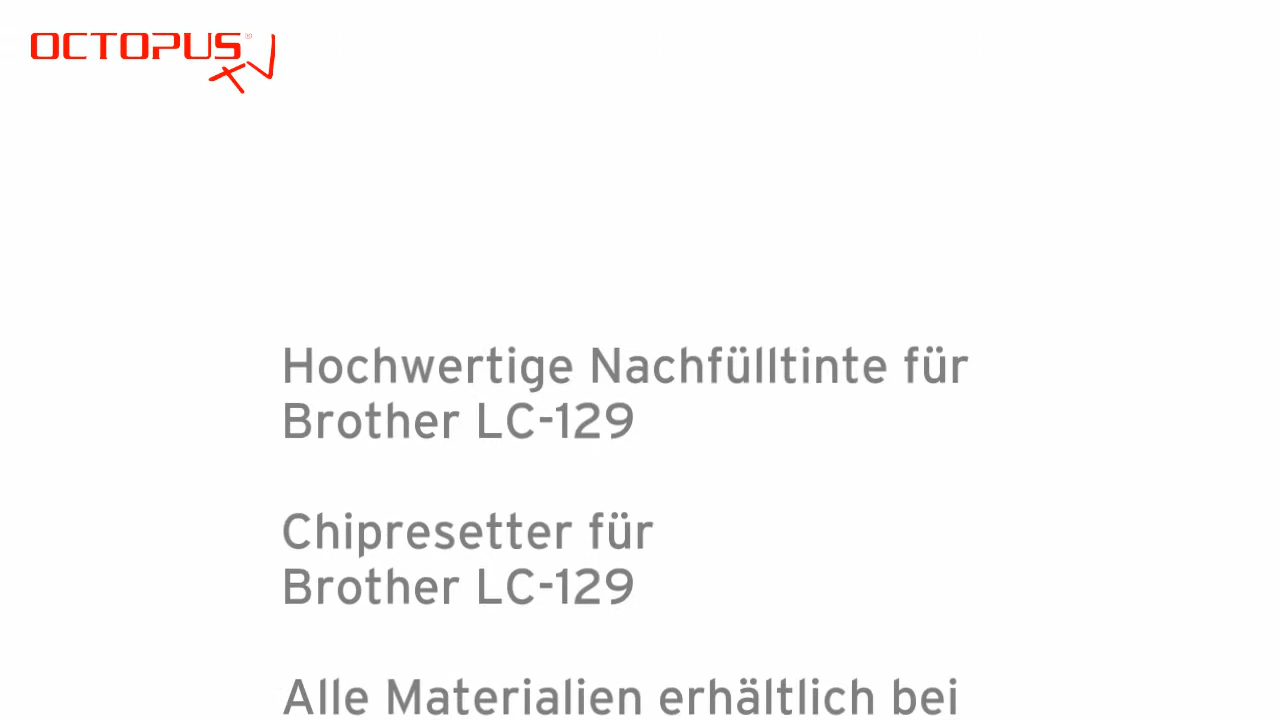 OCTOPUS®
TV
Hochwertige Nachfülltinte für
Brother LC-129
Chipresetter für
Brother LC-129
Alle Materialien erhältlich bei